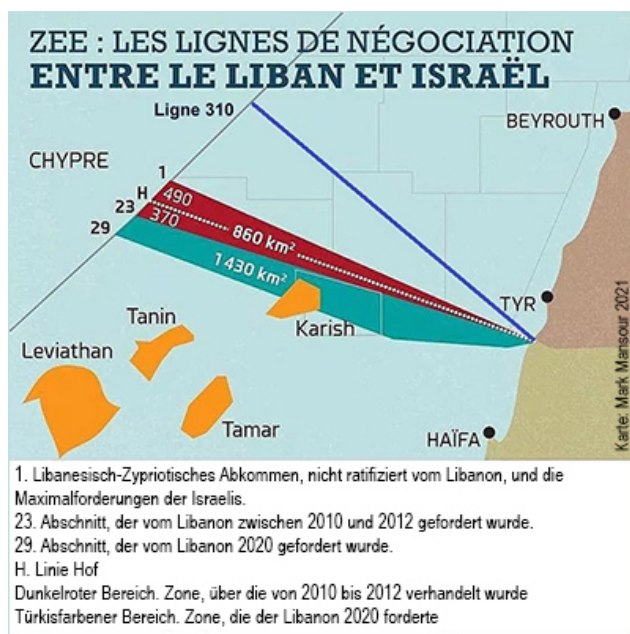 ZEE : LES LIGNES DE NÉGOCIATION
ENTRE LE LIBAN ET ISRAËL
Ligne 310
BEYROUTH
CHYPRE
1
H
490
23
370
29
860 km²
1 430 km²
TYR
Karish
Tanin
Leviathan
Tamar
HAÏFA
Karte: Mark Mansour 2021
1. Libanesisch-Zypriotisches Abkommen, nicht ratifiziert vom Libanon, und die
Maximalforderungen der Israelis.
23. Abschnitt, der vom Libanon zwischen 2010 und 2012 gefordert wurde.
29. Abschnitt, der vom Libanon 2020 gefordert wurde.
H. Linie Hof
Dunkelroter Bereich. Zone, über die von 2010 bis 2012 verhandelt wurde
Türkisfarbener Bereich. Zone, die der Libanon 2020 forderte